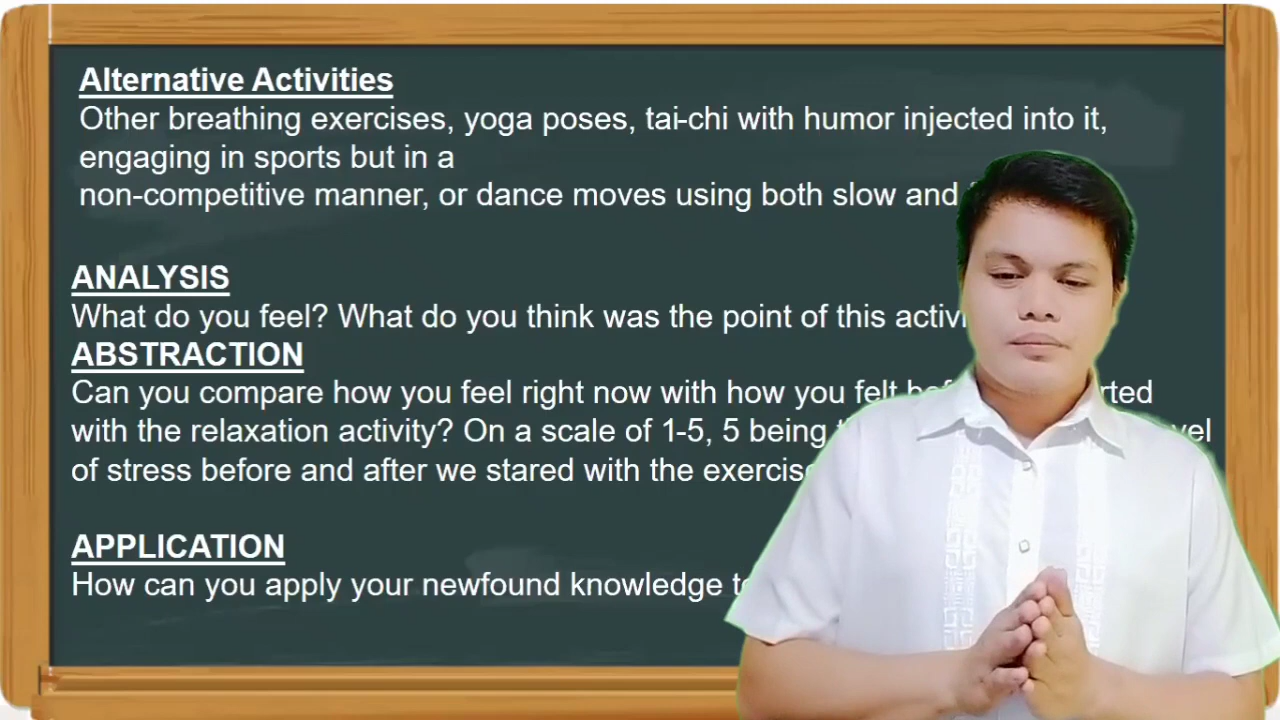 Alternative Activities
Other breathing exercises, yoga poses, tai-chi with humor injected into it,
engaging in sports but in a
non-competitive manner, or dance moves using both slow and
ANALYSIS
What do you feel? What do you think was the point of this
ABSTRACTION
Can you compare how you feel right now with how you felt
with the relaxation activity? On a scale of 1-5, 5 being
of stress before and after we stared with the
APPLICATION
How can you apply your newfound knowledge